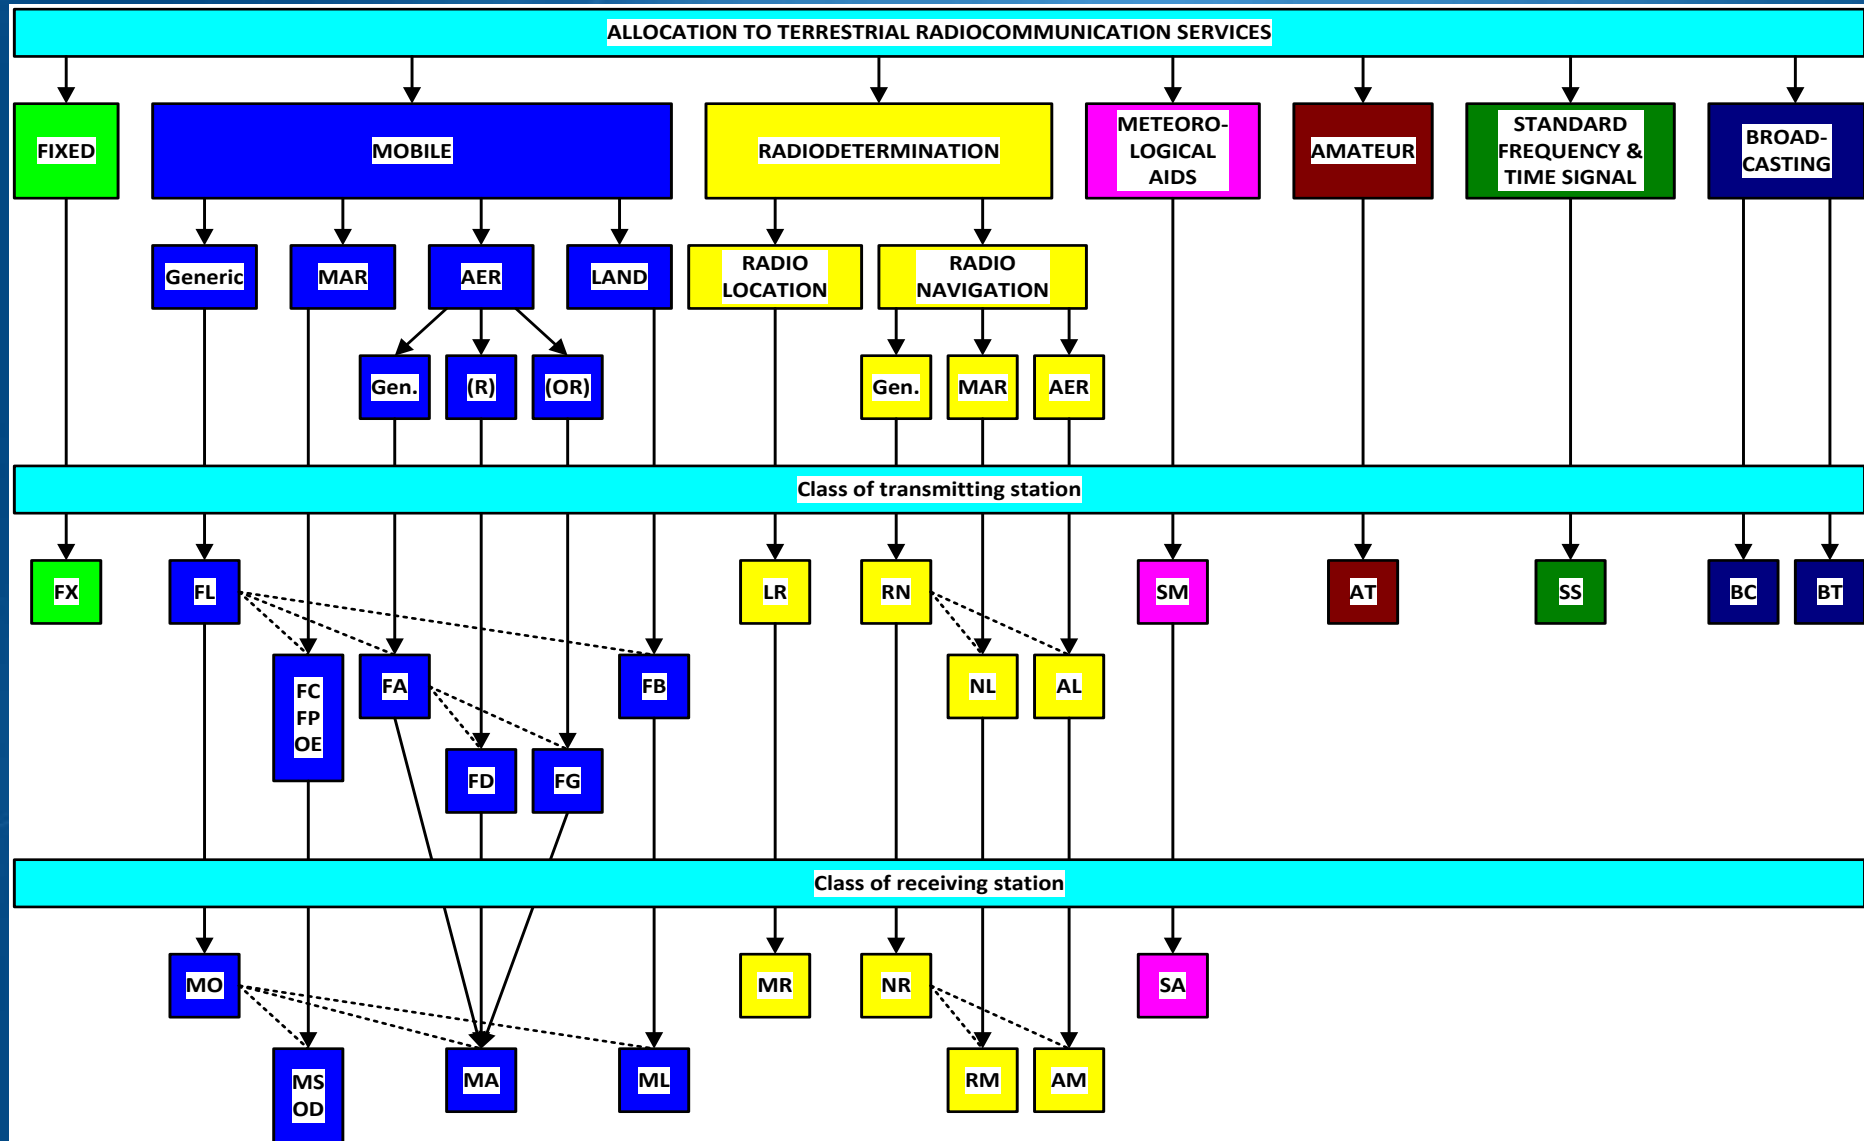 ALLOCATION TO TERRESTRIAL RADIOCOMMUNICATION SERVICES
FIXED
MOBILE
RADIODETERMINATION
METEORO-
LOGICAL
AIDS
AMATEUR
STANDARD
FREQUENCY &
TIME SIGNAL
BROAD-
CASTING
Generic
MAR
AER
LAND
RADIO
LOCATION
RADIO
NAVIGATION
Gen.
(R)
(OR)
Gen.
MAR
AER
Class of transmitting station
FX
FL
LR
RN
SM
AT
SS
BC
BT
FC
FP
OE
FA
FB
NL
AL
FD
FG
Class of receiving station
MO
MR
NR
SA
MS
OD
MA
ML
RM
AM